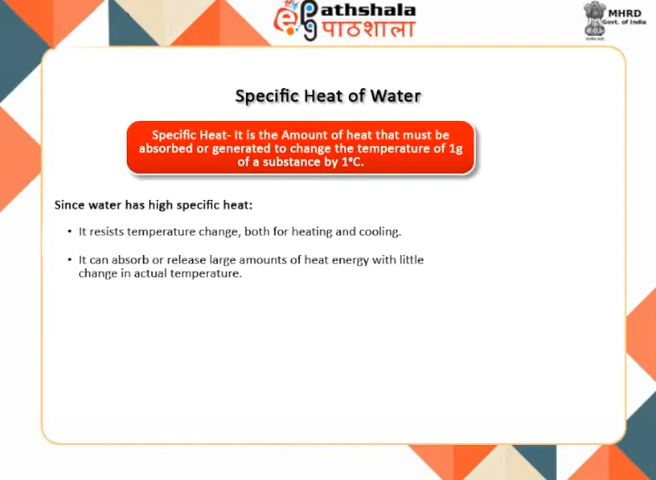 My
e Pathshala
पाठशाला
MHRD
Govt. of India
Specific Heat of Water
Specific Heat- It is the Amount of heat that must be
absorbed or generated to change the temperature of 1g
of a substance by 1°C.
Since water has high specific heat:
• It resists temperature change, both for heating and cooling.
• It can absorb or release large amounts of heat energy with little
change in actual temperature.